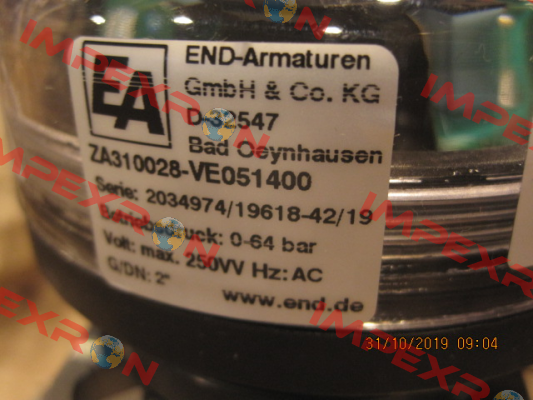 EA
END-Armaturen
GmbH & Co. KG
D-32547
Bad Oeynhausen
ZA310028-VE051400
Serie: 2034974/19618-42/19
Betriebsdruck: 0-64 bar
Volt: max. 250VV Hz: AC
G/DN: 2"
www.end.de
31/10/2019 09:04
IMPEXRON